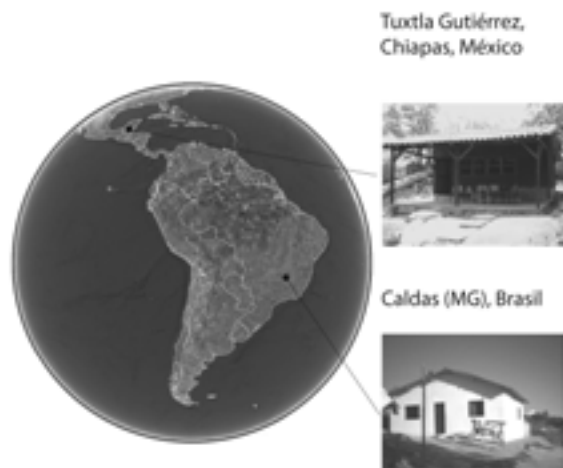 Tuxtla Gutiérrez,
Chiapas, México
Caldas (MG), Brasil